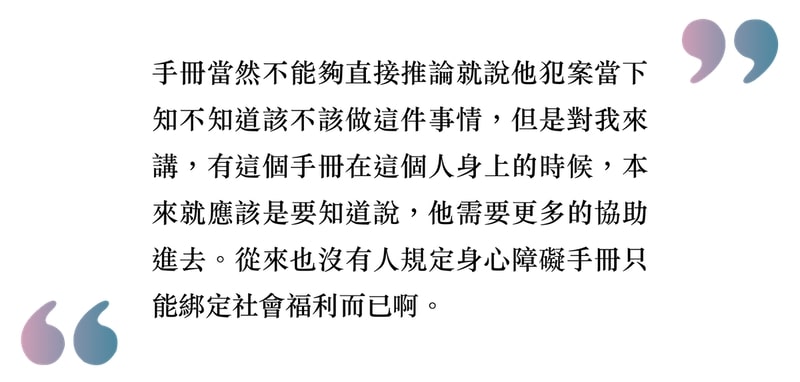 手冊當然不能夠直接推論就說他犯案當下
知不知道該不該做這件事情，但是對我來
講，有這個手冊在這個人身上的時候，本
來就應該是要知道說，他需要更多的協助
進去。從來也沒有人規定身心障礙手冊只
能綁定社會福利而已啊。